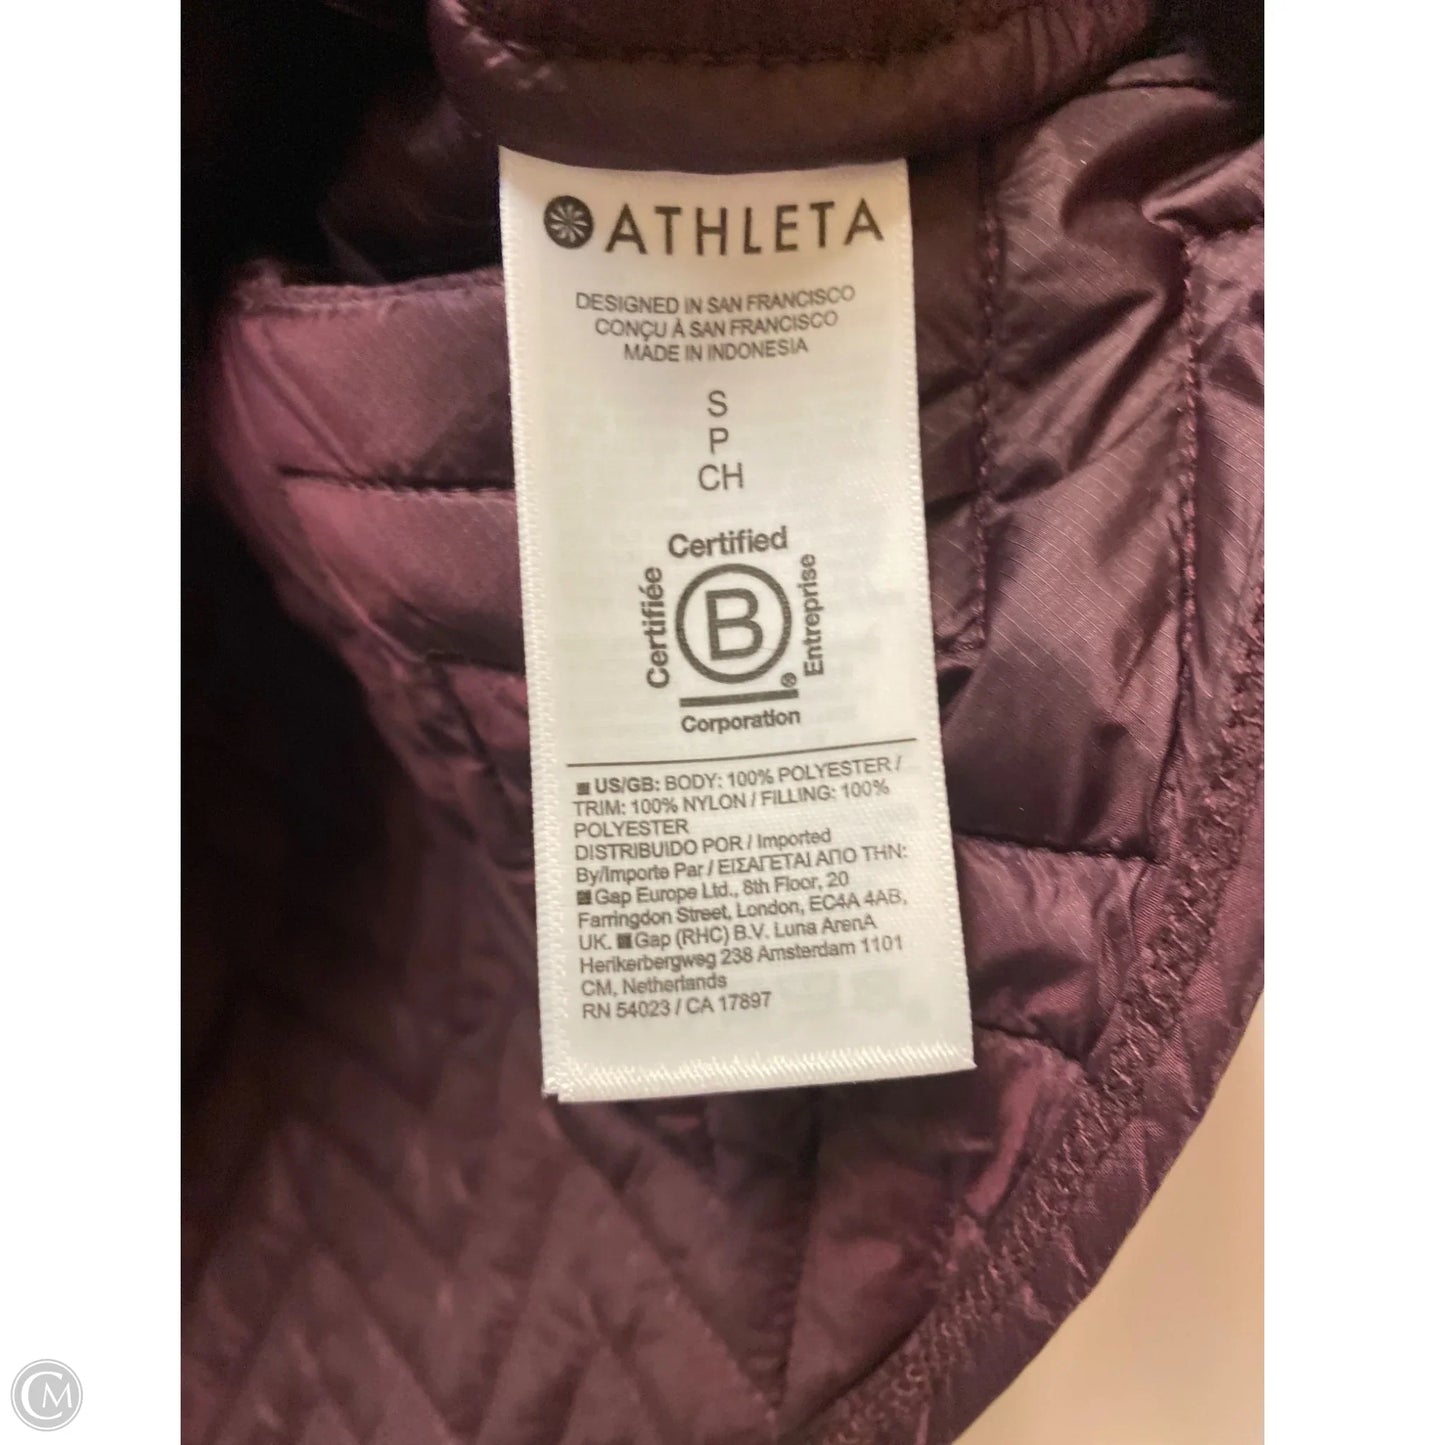 ATHLETA
DESIGNED IN SAN FRANCISCO
CONÇU À SAN FRANCISCO
MADE IN INDONESIA
S
P
CH
Certified
Certifiée
B
®
Entreprise
Corporation
US/GB: BODY: 100% POLYESTER /
TRIM: 100% NYLON / FILLING: 100%
POLYESTER
DISTRIBUIDO POR / Imported
By/Importe Par / ΕΙΣΑΓΕΤΑΙ ΑΠΟ ΤΗΝ:
Gap Europe Ltd., 8th Floor, 20
Farringdon Street, London, EC4A 4AB,
UK. Gap (RHC) B.V. Luna ArenA
Herikerbergweg 238 Amsterdam 1101
CM, Netherlands
RN 54023 / CA 17897
CM